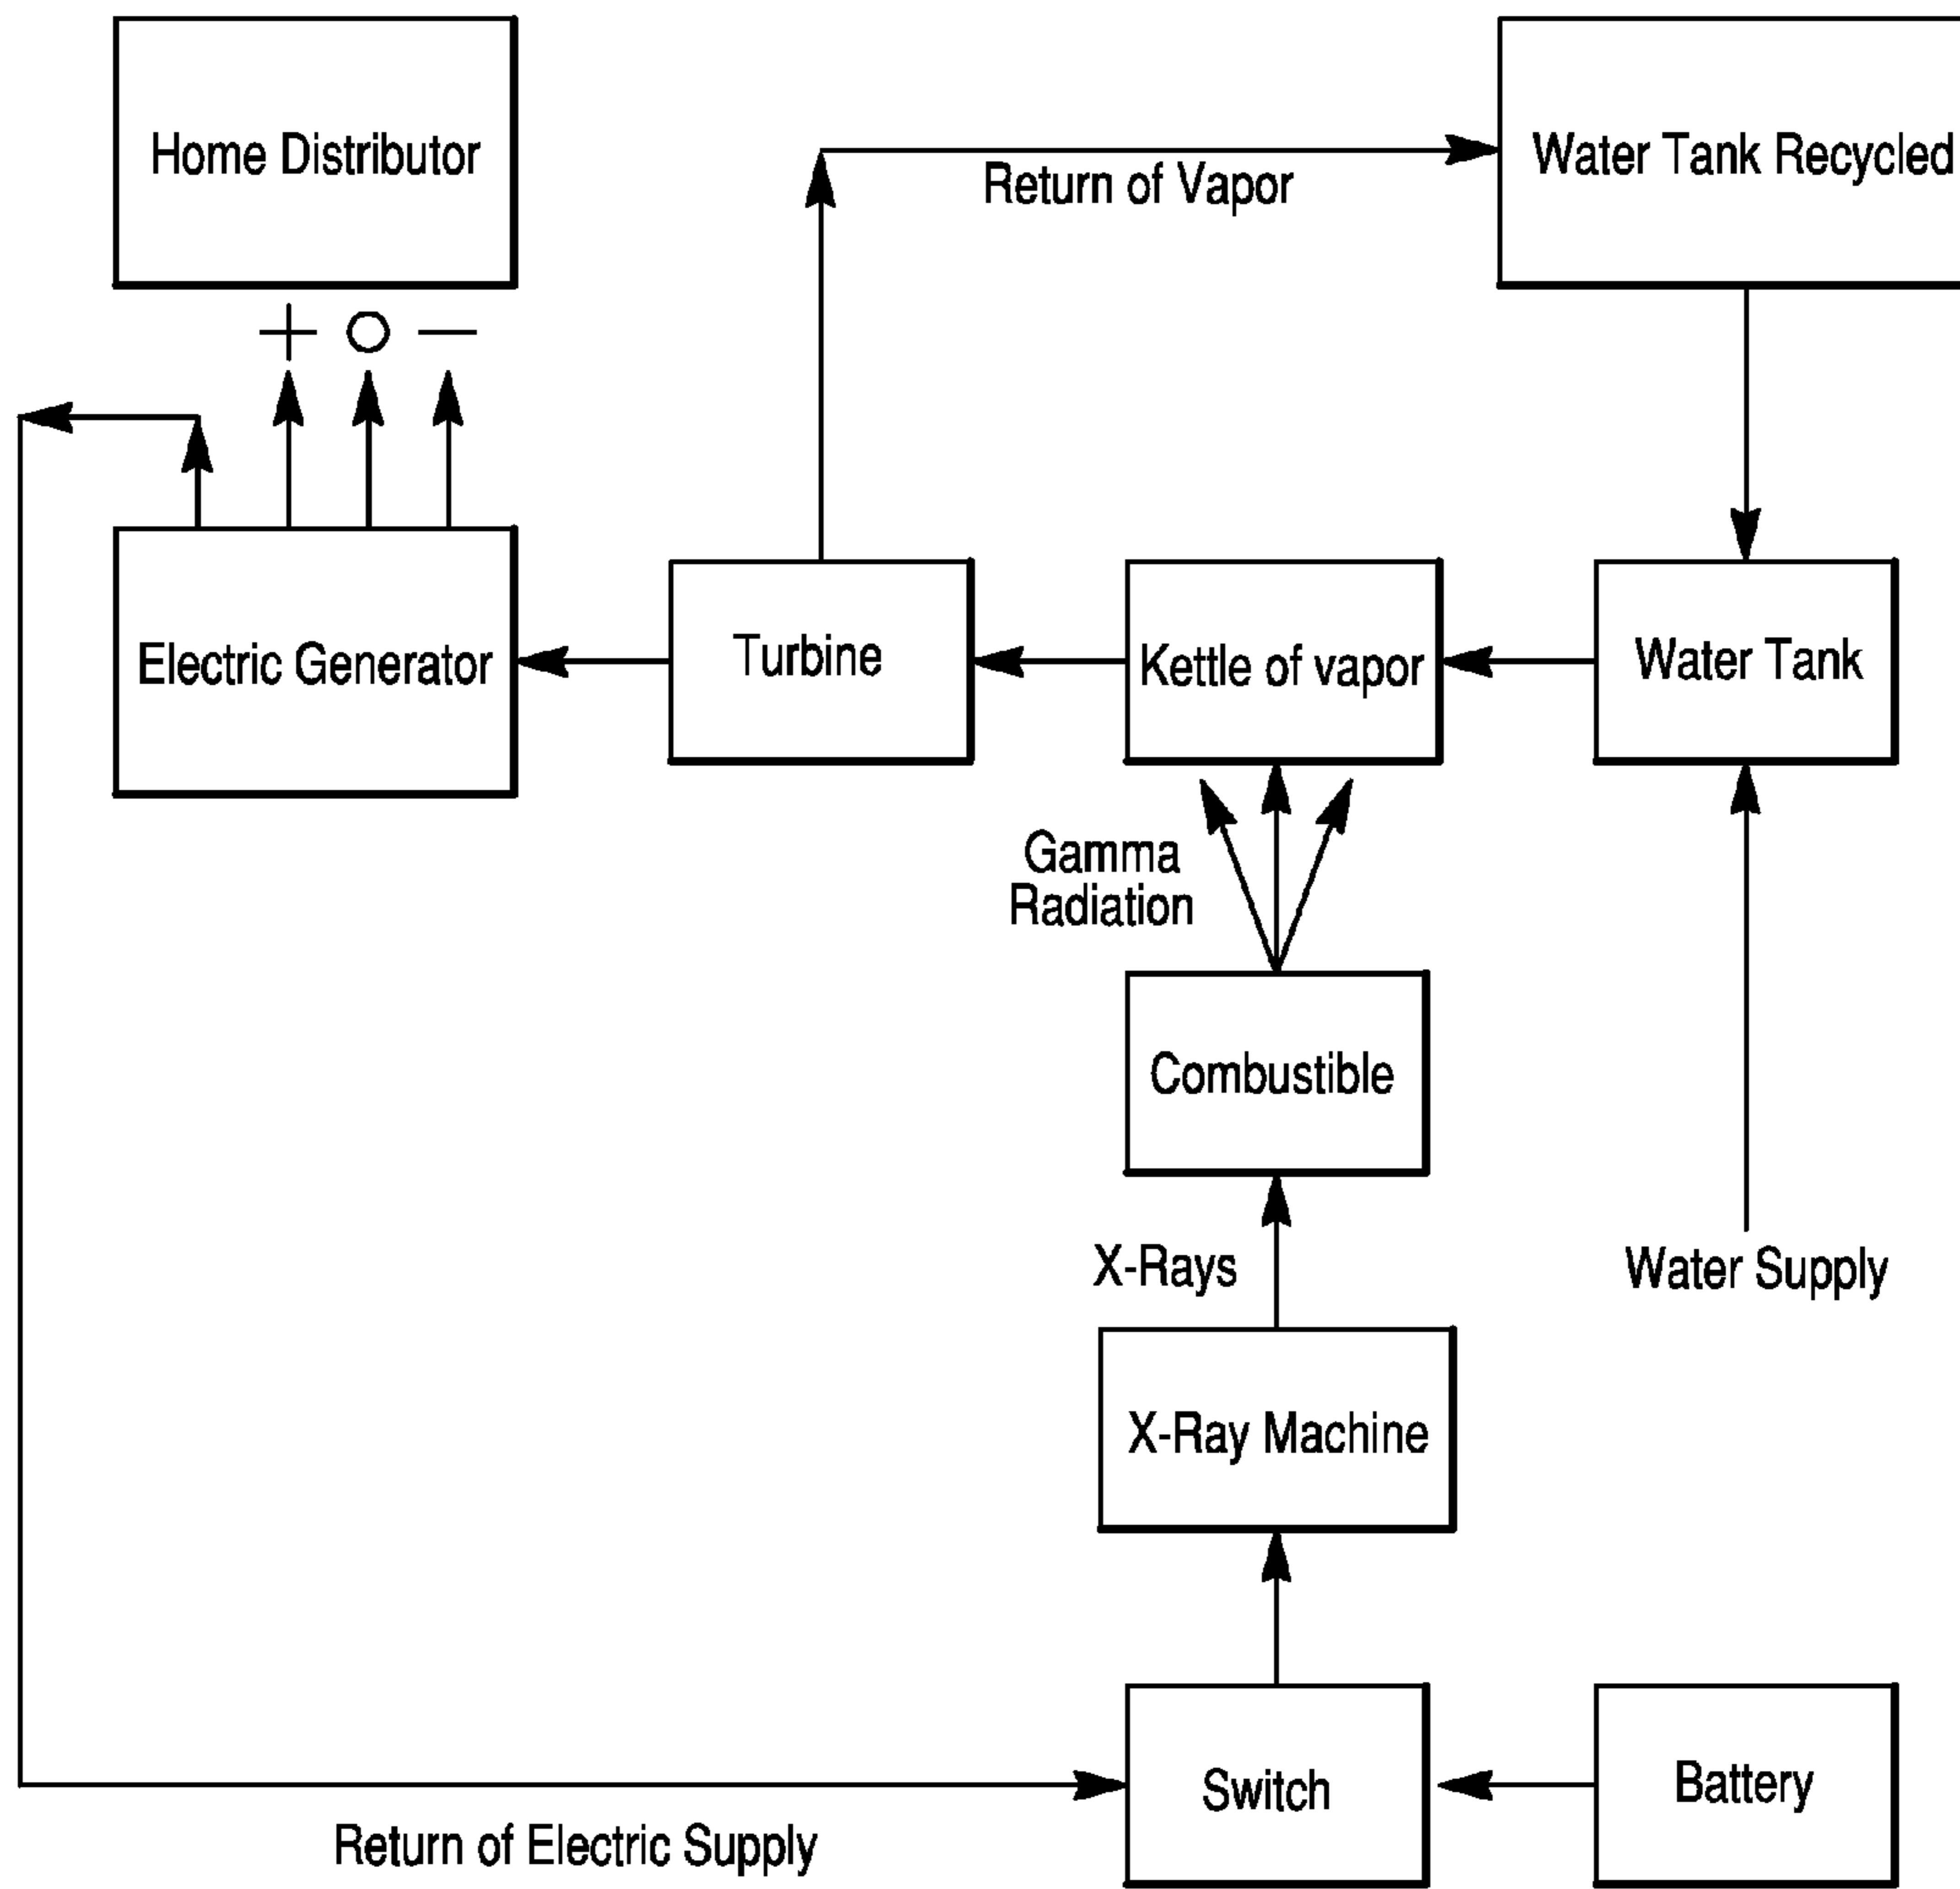 Home Distributor
Water Tank Recycled
Return of Vapor
+ O −
Electric Generator
Turbine
Kettle of vapor
Water Tank
Gamma
Radiation
Combustible
X-Rays
Water Supply
X-Ray Machine
Switch
Battery
Return of Electric Supply